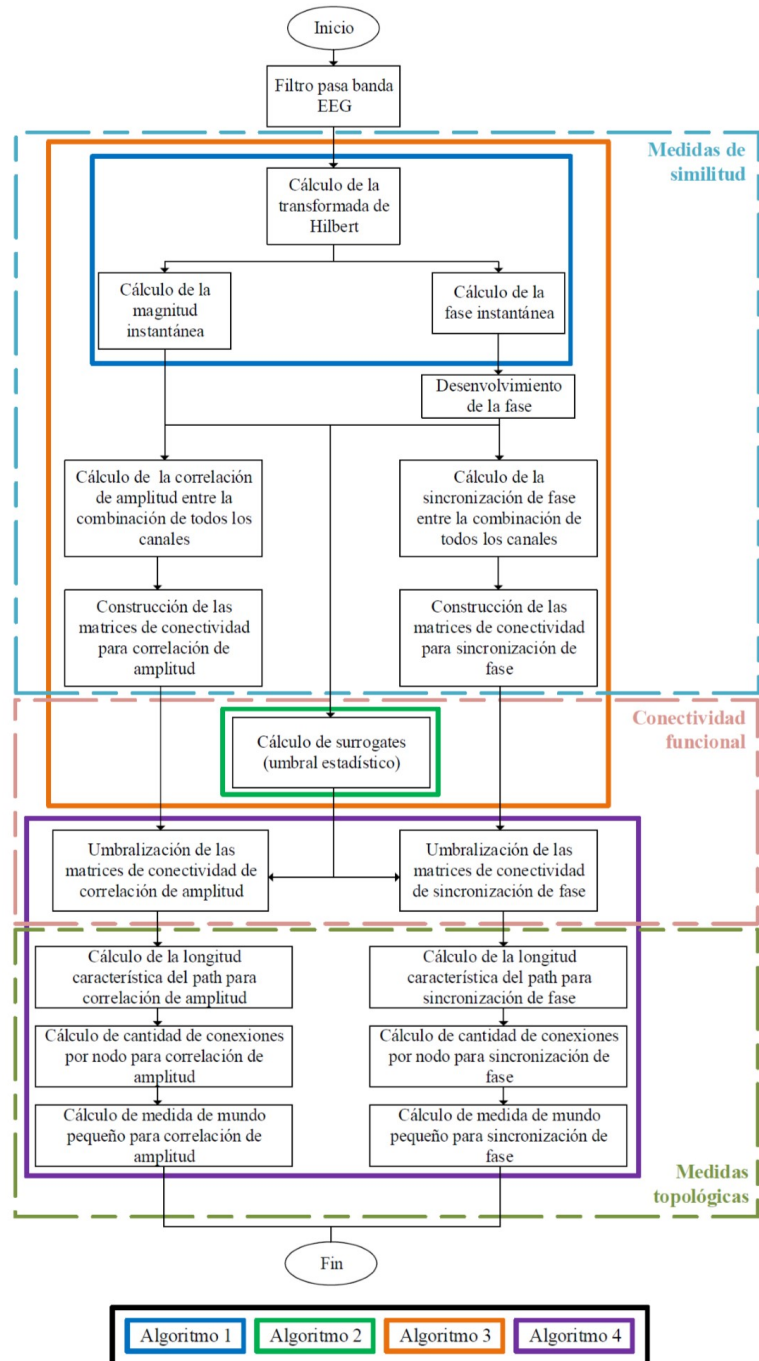 Inicio
Filtro pasa banda
EEG
Medidas de
similitud
Cálculo de la
transformada de
Hilbert
Cálculo de la
magnitud
instantánea
Cálculo de la
fase instantánea
Desenvolvimiento
de la fase
Cálculo de la correlación
de amplitud entre la
combinación de todos los
canales
Cálculo de la
sincronización de fase
entre la combinación de
todos los canales
Construcción de las
matrices de conectividad
para correlación de
amplitud
Construcción de las
matrices de conectividad
para sincronización de
fase
Conectividad
funcional
Cálculo de surrogates
(umbral estadístico)
Umbralización de las
matrices de conectividad de
correlación de amplitud
Umbralización de las
matrices de conectividad
de sincronización de fase
Cálculo de la longitud
característica del path para
correlación de amplitud
Cálculo de la longitud
característica del path para
sincronización de fase
Cálculo de cantidad de conexiones
por nodo para correlación de
amplitud
Cálculo de cantidad de conexiones
por nodo para sincronización de
fase
Cálculo de medida de mundo
pequeño para correlación de
amplitud
Cálculo de medida de mundo
pequeño para sincronización de
fase
Medidas
topológicas
Fin
Algoritmo 1
Algoritmo 2
Algoritmo 3
Algoritmo 4